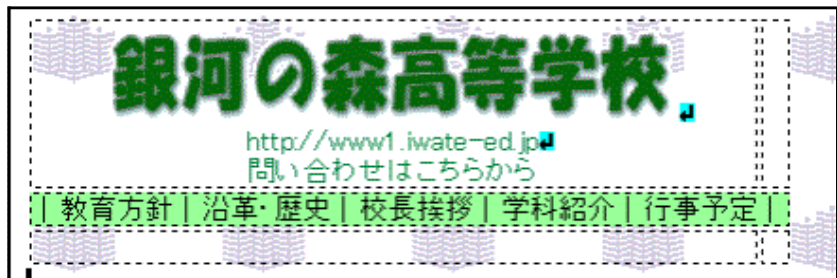 銀河の森高等学校
http://www1.iwate-ed.jp
問い合わせはこちらから
| 教育方針 | 沿革・歴史 | 校長挨拶 | 学科紹介 | 行事予定 |